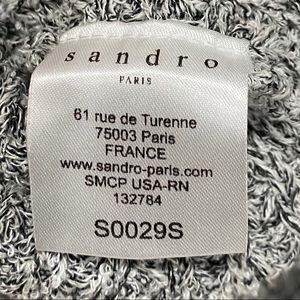 sandro
PARIS
61 rue de Turenne
75003 Paris
FRANCE
www.sandro-paris.com
SMCP USA-RN
132784
S0029S